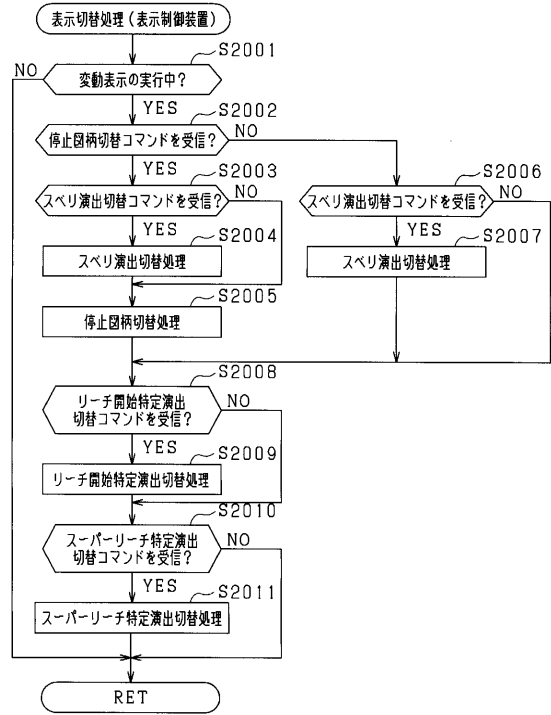 表示切替処理(表示制御装置)
S2001
NO
変動表示の実行中?
YES
S2002
停止図柄切替コマンドを受信?
NO
YES
S2003
スベリ演出切替コマンドを受信?
NO
S2006
スベリ演出切替コマンドを受信?
NO
YES
S2004
スベリ演出切替処理
YES
S2007
スベリ演出切替処理
S2005
停止図柄切替処理
S2008
リーチ開始特定演出
切替コマンドを受信?
NO
YES
S2009
リーチ開始特定演出切替処理
S2010
スーパーリーチ特定演出
切替コマンドを受信?
NO
YES
S2011
スーパーリーチ特定演出切替処理
RET